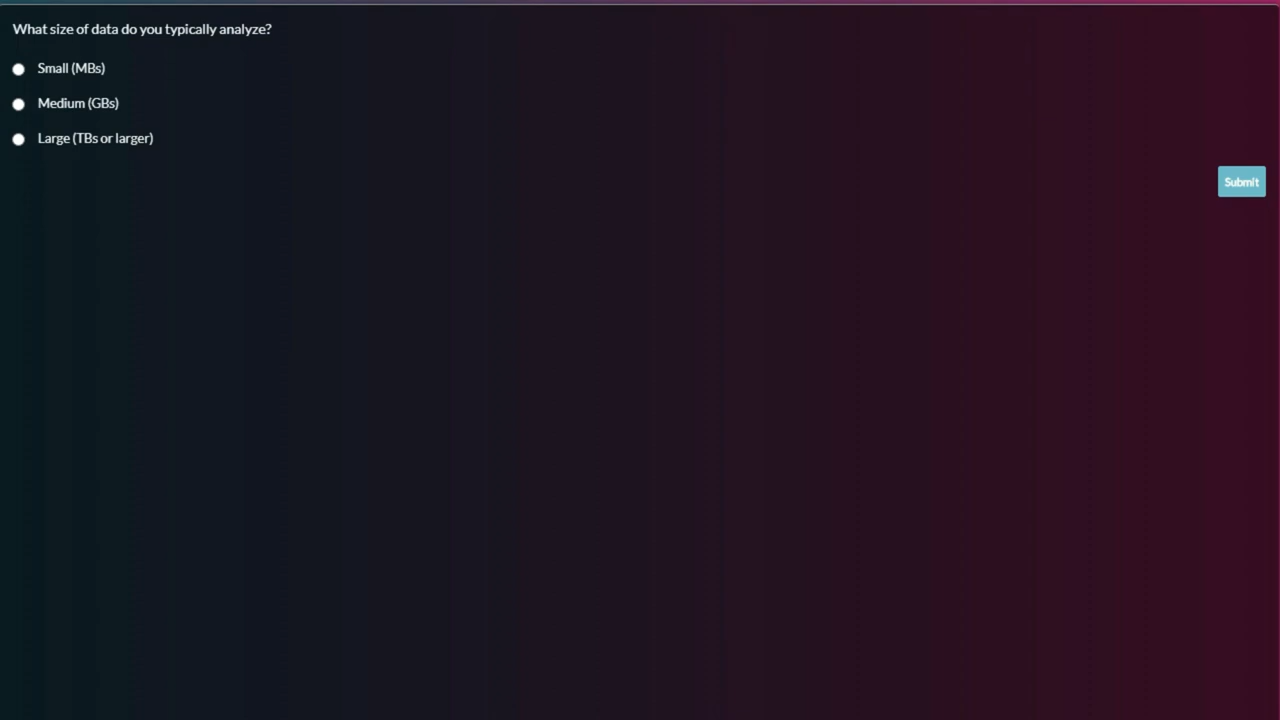 What size of data do you typically analyze?
Small (MBs)
Medium (GBs)
Large (TBs or larger)
Submit